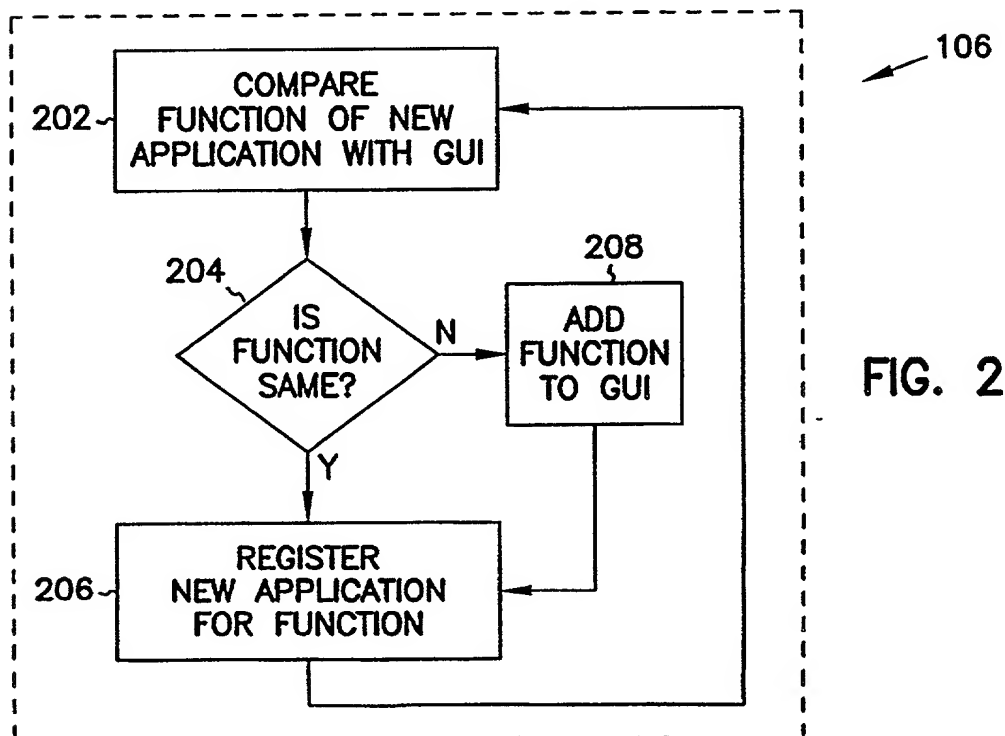 106
202
COMPARE
FUNCTION OF NEW
APPLICATION WITH GUI
204
IS
FUNCTION
SAME?
N
208
ADD
FUNCTION
TO GUI
FIG. 2
Y
206
REGISTER
NEW APPLICATION
FOR FUNCTION